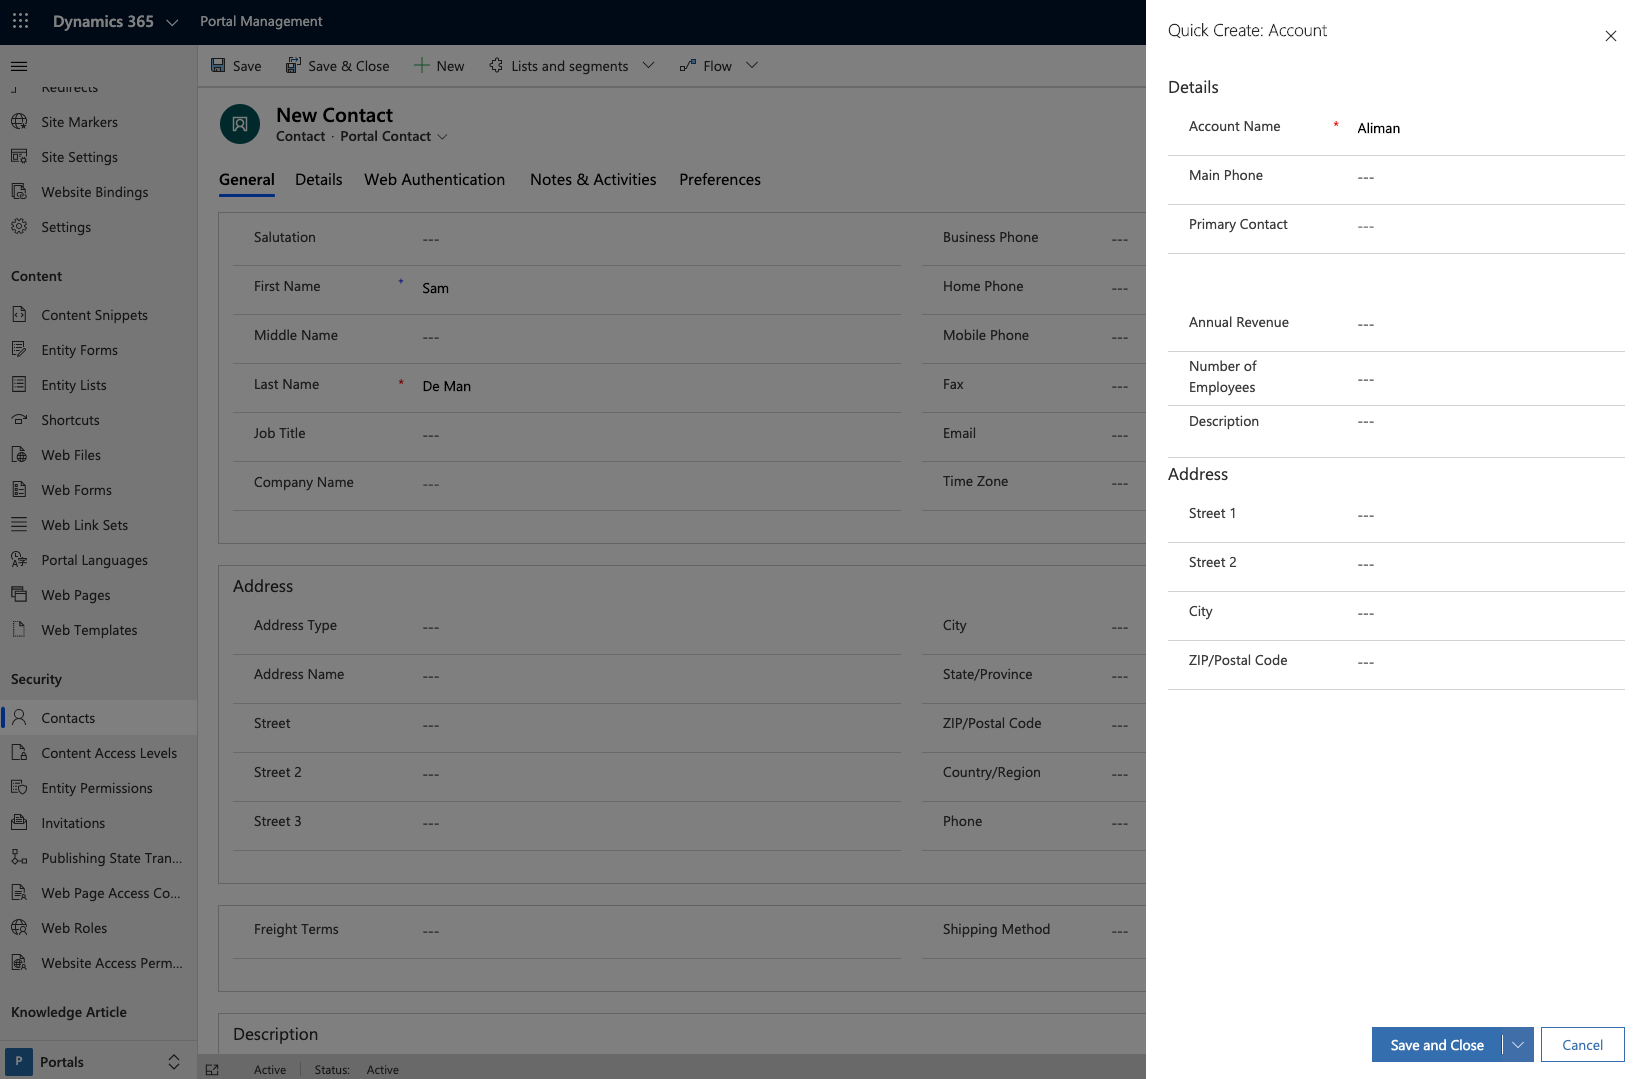 Dynamics 365
Portal Management
Redirects
Site Markers
Site Settings
Website Bindings
Settings
Content
Content Snippets
Entity Forms
Entity Lists
Shortcuts
Web Files
Web Forms
Web Link Sets
Portal Languages
Web Pages
Web Templates
Security
Contacts
Content Access Levels
Entity Permissions
Invitations
Publishing State Tran...
Web Page Access Co...
Web Roles
Website Access Perm...
Knowledge Article
P Portals
Save Save & Close New Lists and segments Flow
New Contact
Contact · Portal Contact
General Details Web Authentication Notes & Activities Preferences
Salutation ---
First Name * Sam
Middle Name ---
Last Name * De Man
Job Title ---
Company Name ---
Business Phone ---
Home Phone ---
Mobile Phone ---
Fax ---
Email ---
Time Zone ---
Address
Address Type ---
Address Name ---
Street ---
Street 2 ---
Street 3 ---
City ---
State/Province ---
ZIP/Postal Code ---
Country/Region ---
Phone ---
Freight Terms ---
Shipping Method ---
Description
Active Status: Active
Quick Create: Account
Details
Account Name * Aliman
Main Phone ---
Primary Contact ---
Annual Revenue ---
Number of
Employees ---
Description ---
Address
Street 1 ---
Street 2 ---
City ---
ZIP/Postal Code ---
Save and Close Cancel